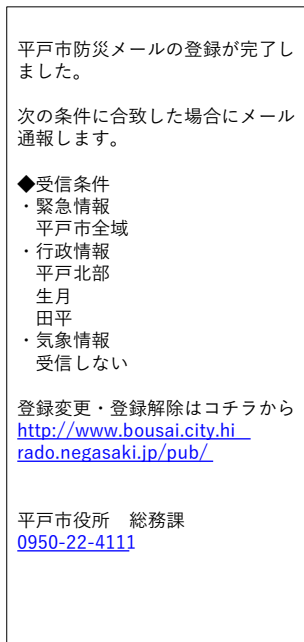 平戸市防災メールの登録が完了し
ました。
次の条件に合致した場合にメール
通報します。
◆受信条件
・緊急情報
平戸市全域
・行政情報
平戸北部
生月
田平
・気象情報
受信しない
登録変更・登録解除はコチラから
http://www.bousai.city.hi
rado.negasaki.jp/pub/
平戸市役所　総務課
0950-22-4111